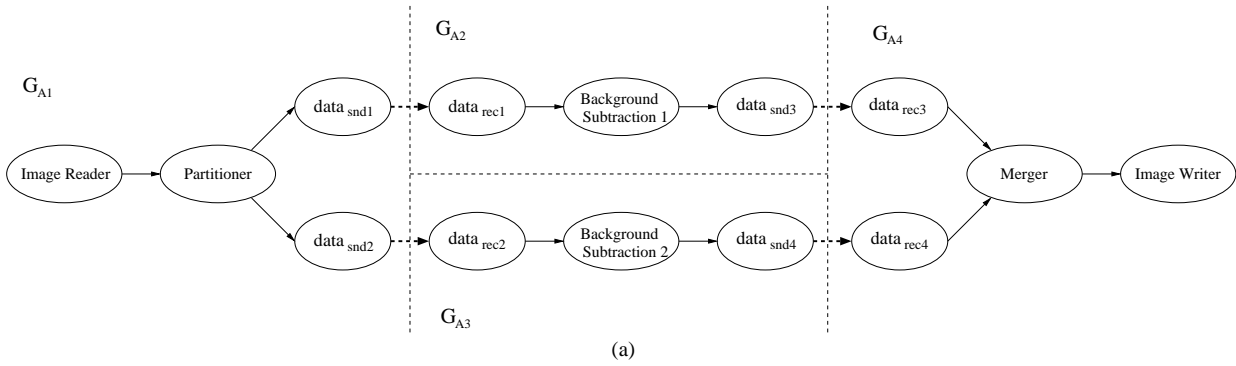 G_A1
G_A2
G_A4
data snd1
data rec1
Background
Subtraction 1
data snd3
data rec3
Image Reader
Partitioner
Merger
Image Writer
data snd2
data rec2
Background
Subtraction 2
data snd4
data rec4
G_A3
(a)